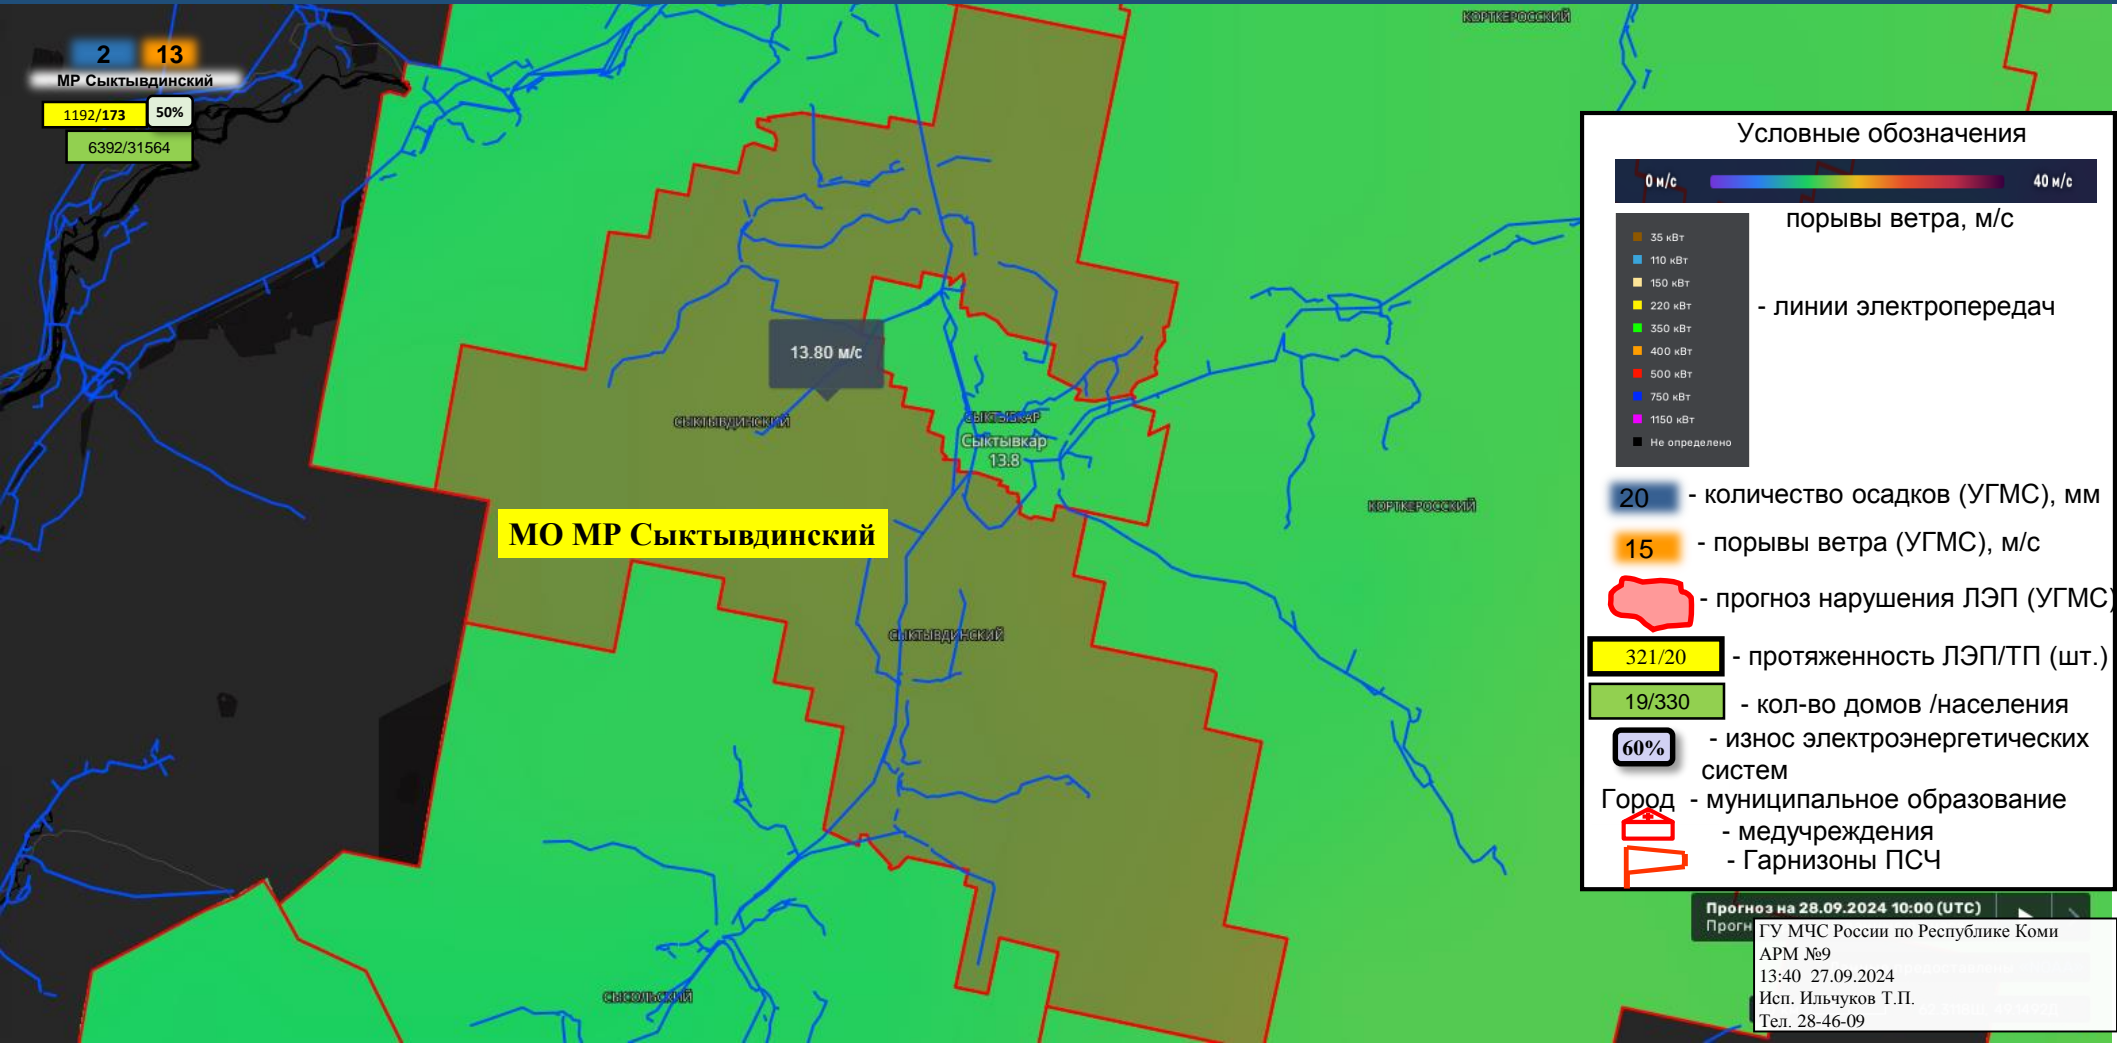 2 13
МР Сыктывдинский
1192/173 50%
6392/31564
КОРТКЕРОССКИЙ
13.80 м/с
СЫКТЫВДИНСКИЙ
СЫКТЫВКАР
Сыктывкар
13.8
КОРТКЕРОССКИЙ
МО МР Сыктывдинский
СЫКТЫВДИНСКИЙ
СЫСОЛЬСКИЙ
Условные обозначения
0 м/с 40 м/с
порывы ветра, м/с
35 кВт
110 кВт
150 кВт
220 кВт
350 кВт
400 кВт
500 кВт
750 кВт
1150 кВт
Не определено
- линии электропередач
20 - количество осадков (УГМС), мм
15 - порывы ветра (УГМС), м/с
- прогноз нарушения ЛЭП (УГМС)
321/20 - протяженность ЛЭП/ТП (шт.)
19/330 - кол-во домов /населения
60% - износ электроэнергетических
систем
Город - муниципальное образование
- медучреждения
- Гарнизоны ПСЧ
Прогноз на 28.09.2024 10:00 (UTC)
ГУ МЧС России по Республике Коми
АРМ №9
13:40 27.09.2024
Исп. Ильчуков Т.П.
Тел. 28-46-09